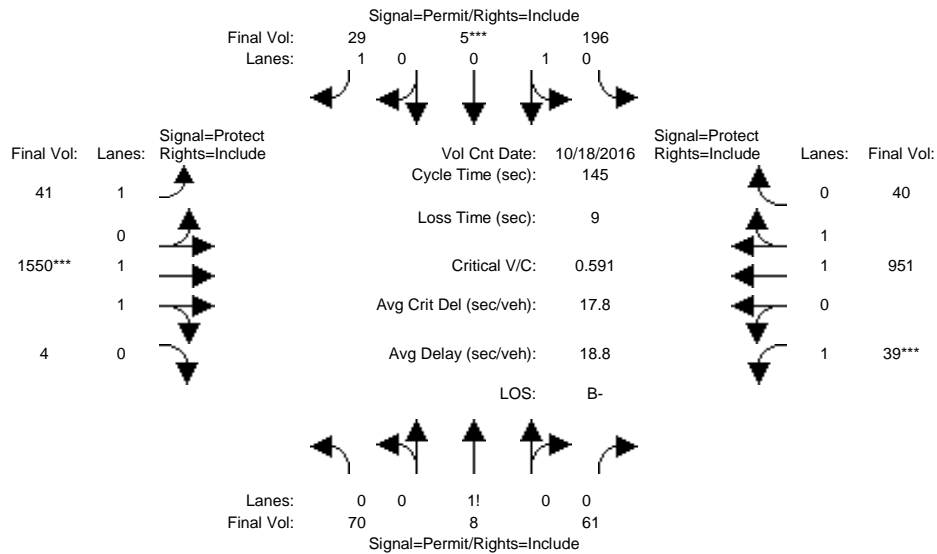 Signal=Permit/Rights=Include
Final Vol: 29 5*** 196
Lanes: 1 0 0 1 0
Signal=Protect
Final Vol: Lanes: Rights=Include
Vol Cnt Date: 10/18/2016
Signal=Protect
Rights=Include Lanes: Final Vol:
Cycle Time (sec): 145
41 1
0 40
Loss Time (sec): 9
0
1
1550*** 1
Critical V/C: 0.591
1 951
1
Avg Crit Del (sec/veh): 17.8
0
4 0
Avg Delay (sec/veh): 18.8
1 39***
LOS: B-
Lanes: 0 0 1! 0 0
Final Vol: 70 8 61
Signal=Permit/Rights=Include